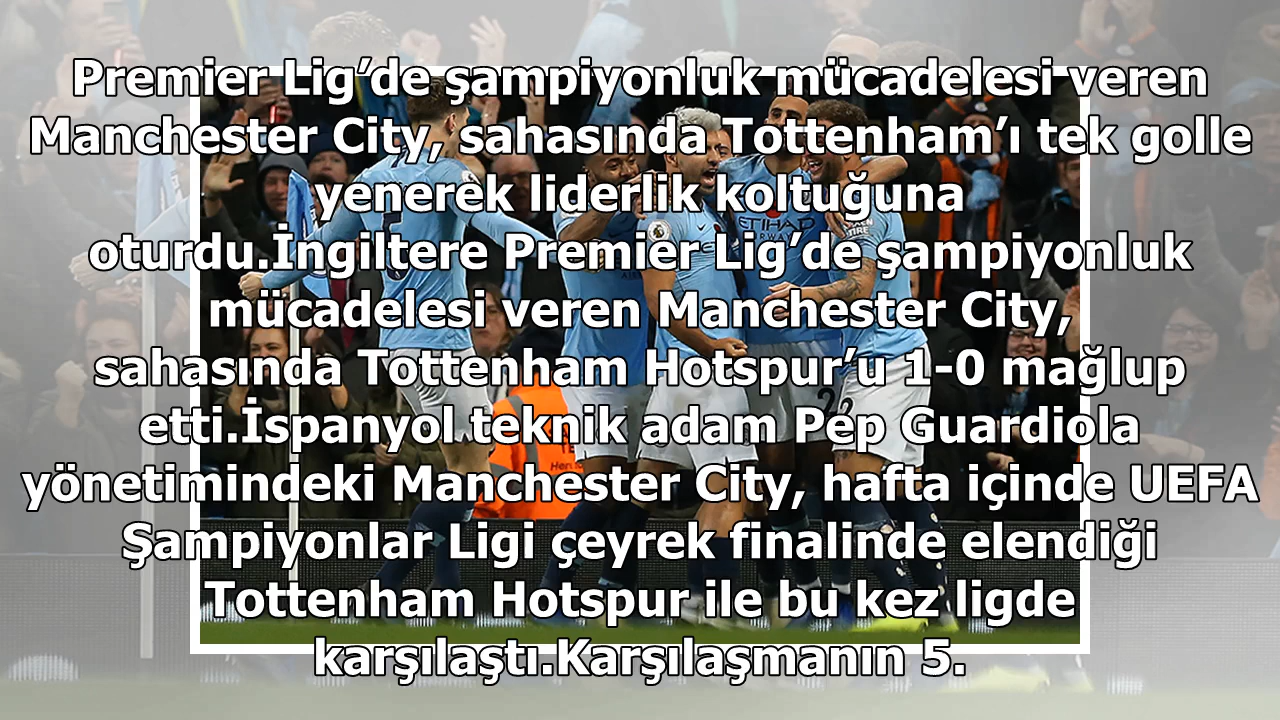 Premier Lig’de şampiyonluk mücadelesi veren
Manchester City, sahasında Tottenham’ı tek golle
yenerek liderlik koltuğuna
oturdu.İngiltere Premier Lig’de şampiyonluk
mücadelesi veren Manchester City,
sahasında Tottenham Hotspur’u 1-0 mağlup
etti.İspanyol teknik adam Pep Guardiola
yönetimindeki Manchester City, hafta içinde UEFA
Şampiyonlar Ligi çeyrek finalinde elendiği
Tottenham Hotspur ile bu kez ligde
karşılaştı.Karşılaşmanın 5.
ETIHAD